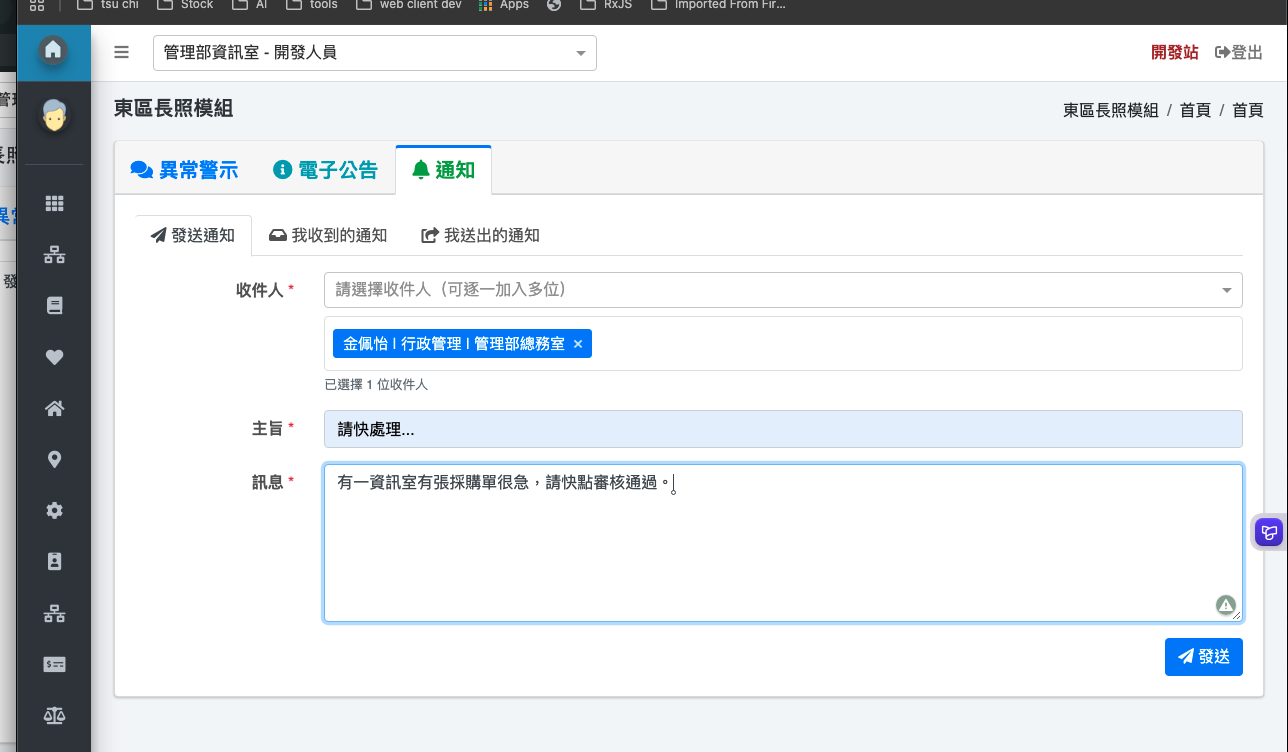 tsu chi Stock AI tools web client dev Apps RxJS Imported From Fir...
管理部資訊室 - 開發人員
開發站 登出
東區長照模組
東區長照模組 / 首頁 / 首頁
異常警示 電子公告 通知
發送通知 我收到的通知 我送出的通知
收件人 *
請選擇收件人（可逐一加入多位）
金佩怡 | 行政管理 | 管理部總務室 ×
已選擇 1 位收件人
主旨 *
請快處理...
訊息 *
有一資訊室有張採購單很急，請快點審核通過。
發送